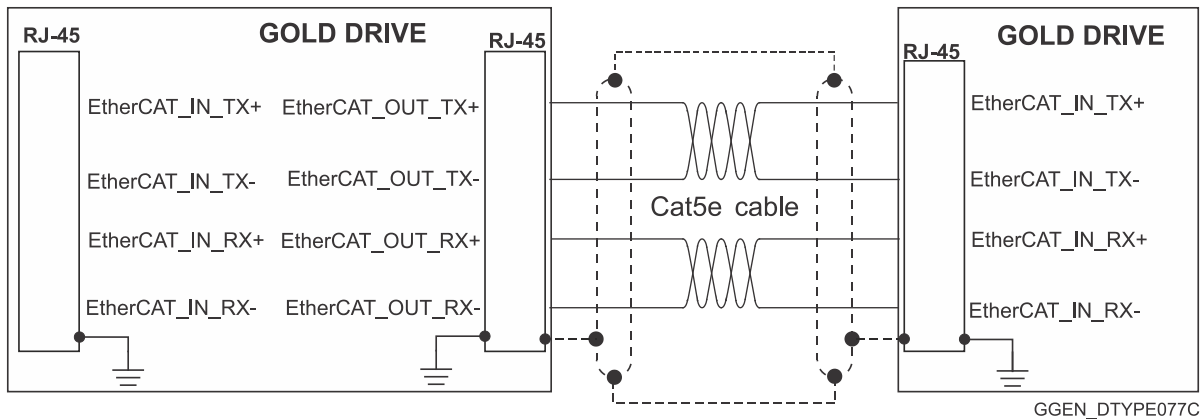 RJ-45
GOLD DRIVE
RJ-45
EtherCAT_IN_TX+
EtherCAT_OUT_TX+
EtherCAT_IN_TX-
EtherCAT_OUT_TX-
EtherCAT_IN_RX+
EtherCAT_OUT_RX+
EtherCAT_IN_RX-
EtherCAT_OUT_RX-
Cat5e cable
GOLD DRIVE
RJ-45
EtherCAT_IN_TX+
EtherCAT_IN_TX-
EtherCAT_IN_RX+
EtherCAT_IN_RX-
GGEN_DTYPE077C